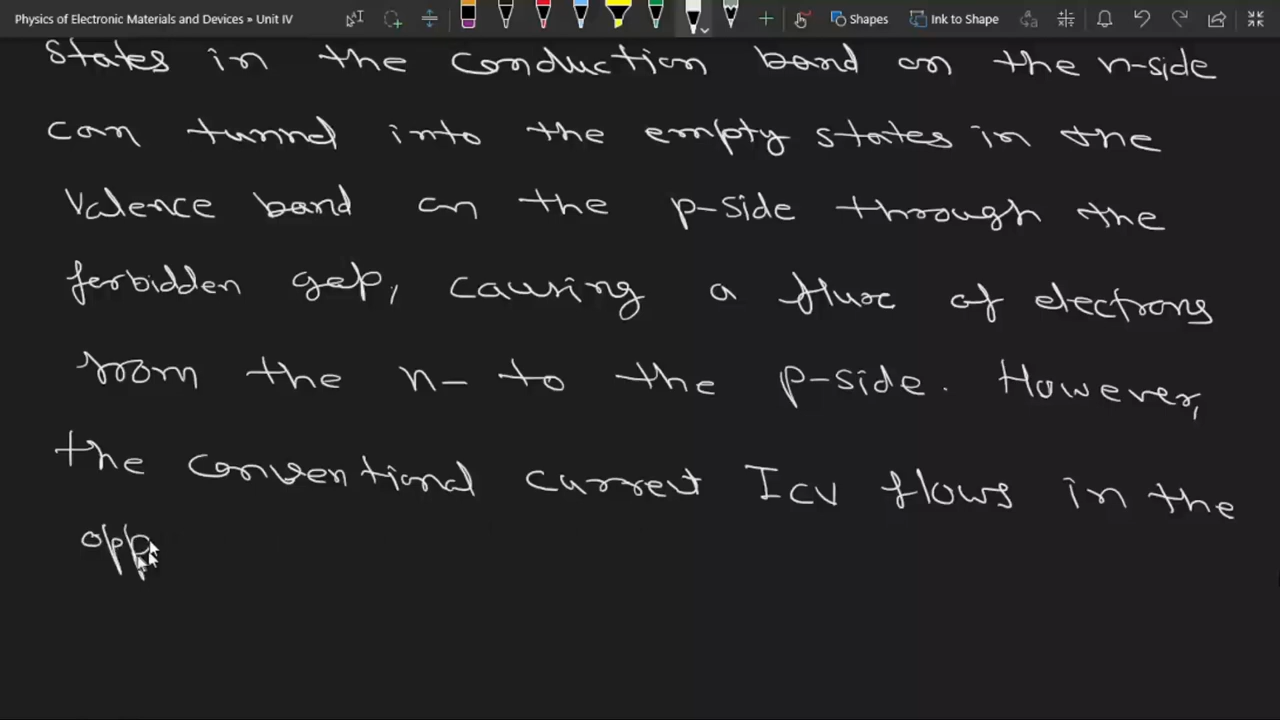 Physics of Electronic Materials and Devices » Unit IV
Shapes
Ink to Shape
States in the conduction band on the n-side
can tunnel into the empty states in the
Valence band on the p-side through the
forbidden gap, causing a flux of electrons
from the n- to the p-side. However,
the conventional current Icv flows in the
opp